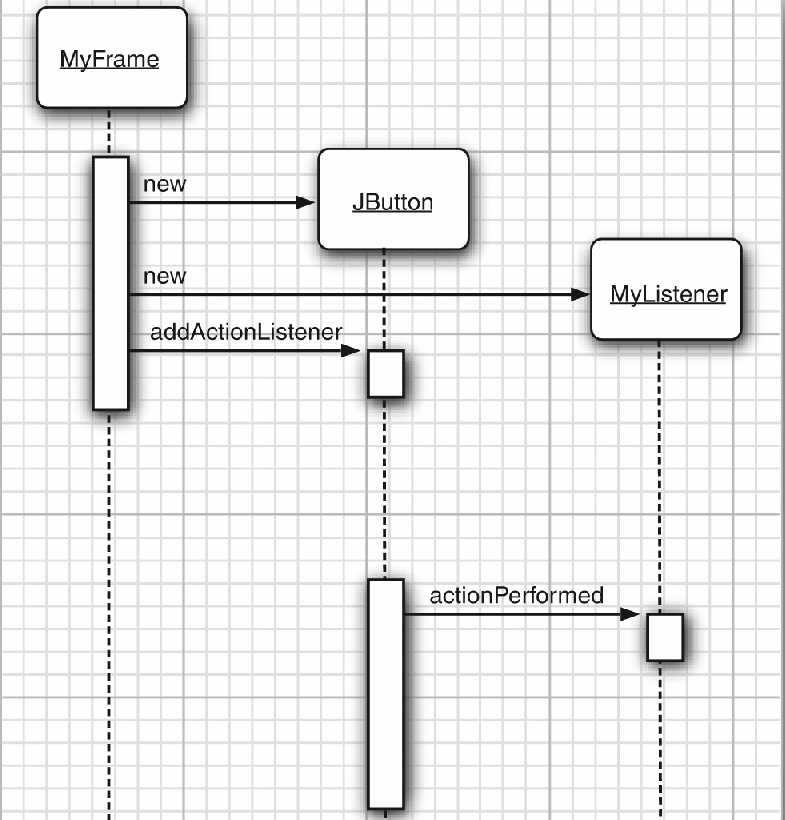 MyFrame
new
JButton
new
MyListener
addActionListener
actionPerformed